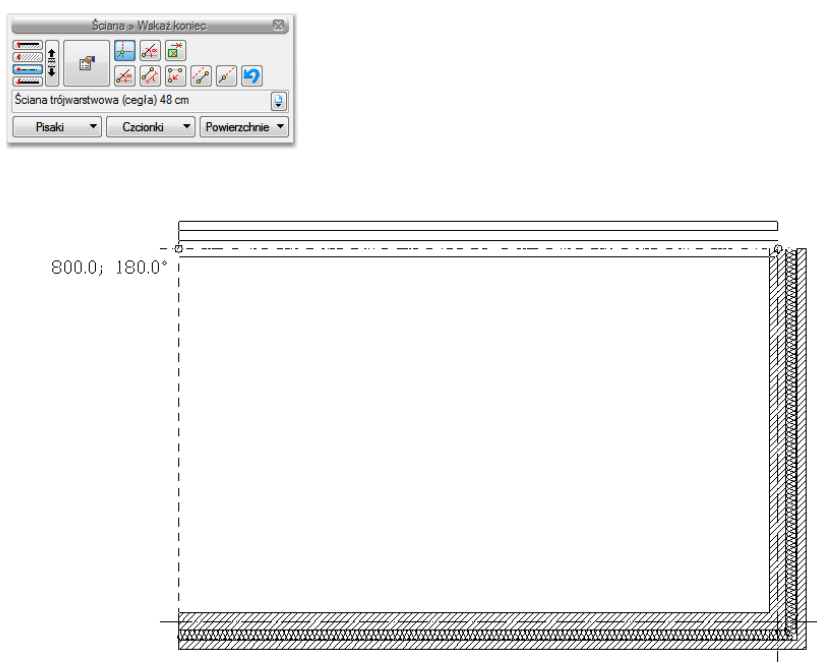 Ściana » Wskaż koniec
Ściana trójwarstwowa (cegła) 48 cm
Pisaki Czcionki Powierzchnie
800.0; 180.0°